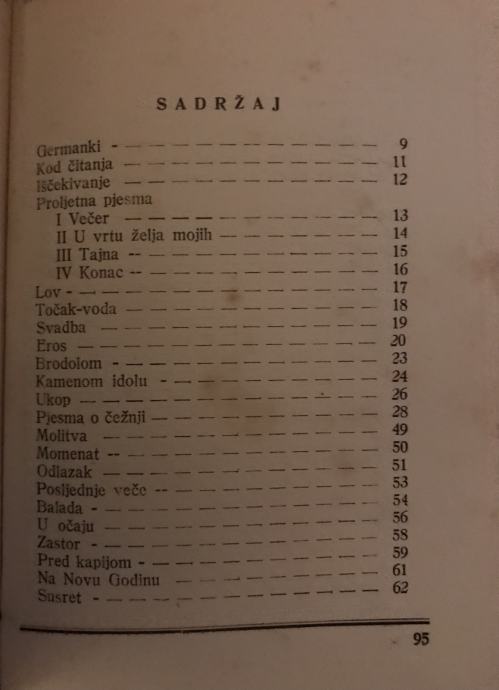 SADRŽAJ
Germanki - — — — — — — — — — 9
Kod čitanja — — — — — — — — — 11
Iščekivanje — — — — — — — — — 12
Proljetna pjesma
I Večer — — — — — — — — — 13
II U vrtu želja mojih — — — — — — 14
III Tajna -- — — — — — — — — 15
IV Konac -- — — — — — — — — 16
Lov - — — — — — — — — — — 17
Točak-voda — — — — — — — — — 18
Svadba — — — — — — — — — — 19
Eros — — — — — — — — — — — 20
Brodolom - — — — — — — — — — 23
Kamenom idolu - — — — — — — — 24
Ukop — — — — — — — — — — — 26
Pjesma o čežnji — — — — — — — — 28
Molitva — — — — — — — — — — 49
Momenat -- — — — — — — — — — 50
Odlazak — — — — — — — — — — 51
Posljednje veče -- — — — — — — — 53
Balada - — — — — — — — — — 54
U očaju — — — — — — — — — — 56
Zastor - — — — — — — — — — 58
Pred kapijom - — — — — — — — — 59
Na Novu Godinu — — — — — — — 61
Susret - — — — — — — — — — 62
95